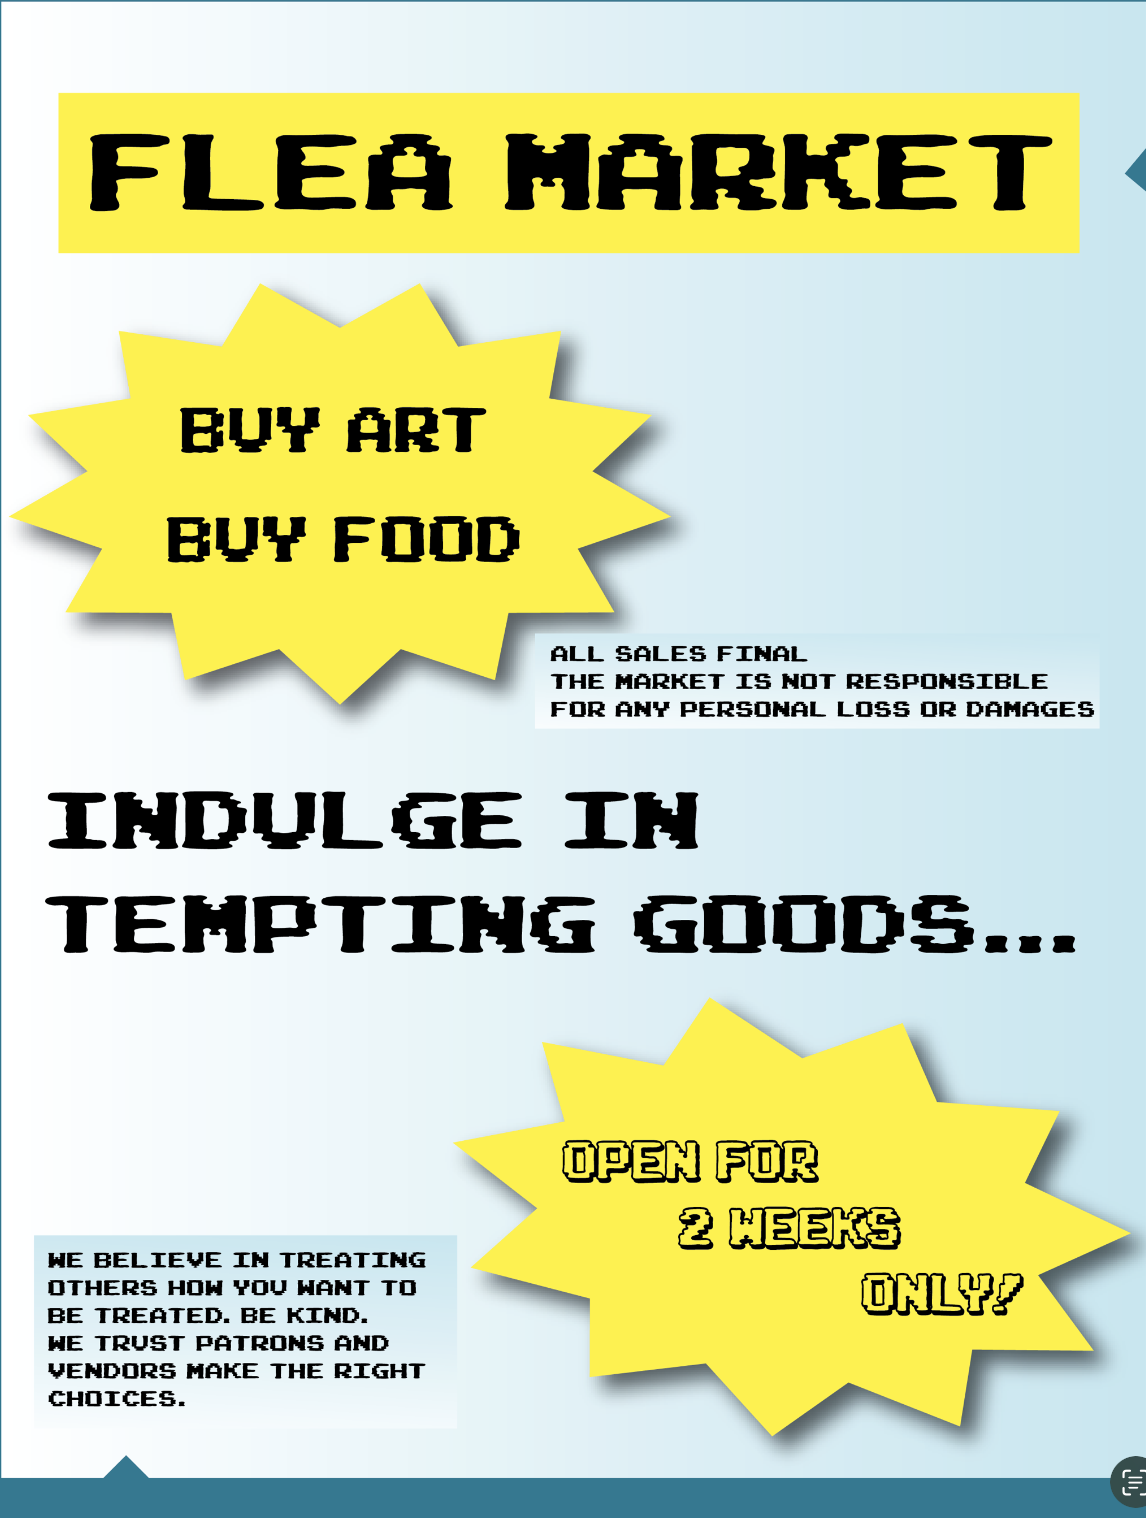 FLEA MARKET
BUY ART
BUY FOOD
ALL SALES FINAL
THE MARKET IS NOT RESPONSIBLE
FOR ANY PERSONAL LOSS OR DAMAGES
INDULGE IN
TEMPTING GOODS...
OPEN FOR
2 WEEKS
ONLY!
WE BELIEVE IN TREATING
OTHERS HOW YOU WANT TO
BE TREATED. BE KIND.
WE TRUST PATRONS AND
VENDORS MAKE THE RIGHT
CHOICES.